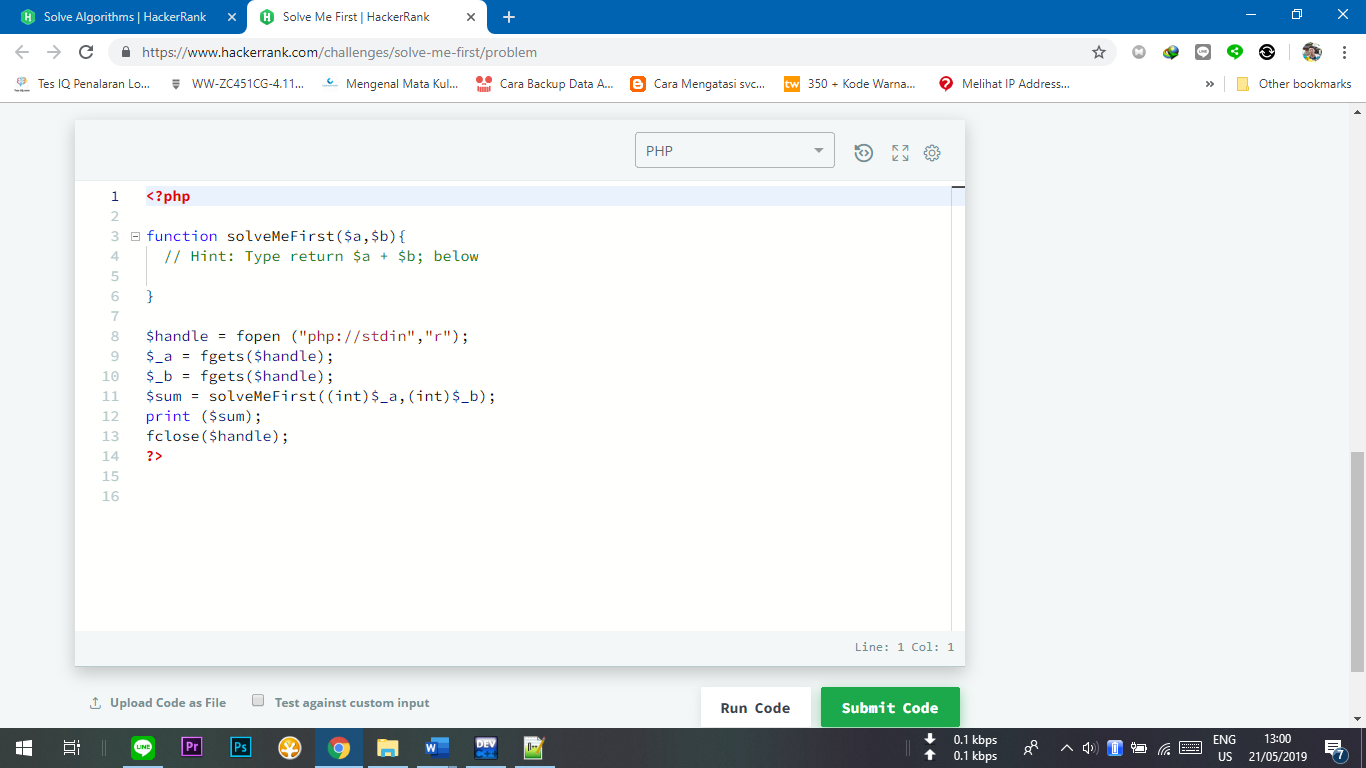 Solve Algorithms | HackerRank
Solve Me First | HackerRank
https://www.hackerrank.com/challenges/solve-me-first/problem
Tes IQ Penalaran Lo...
WW-ZC451CG-4.11...
Mengenal Mata Kul...
Cara Backup Data A...
Cara Mengatasi svc...
tw
350 + Kode Warna...
Melihat IP Address...
»
Other bookmarks
PHP
1 <?php
2
3 function solveMeFirst($a,$b){
4 // Hint: Type return $a + $b; below
5
6 }
7
8 $handle = fopen ("php://stdin","r");
9 $_a = fgets($handle);
10 $_b = fgets($handle);
11 $sum = solveMeFirst((int)$_a,(int)$_b);
12 print ($sum);
13 fclose($handle);
14 ?>
15
16
Line: 1 Col: 1
Upload Code as File
Test against custom input
Run Code
Submit Code
LINE
Pr
Ps
DEV
0.1 kbps
0.1 kbps
ENG
US
13:00
21/05/2019
7